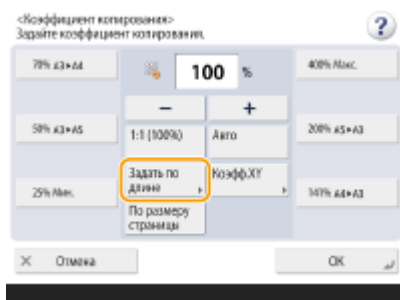 <Коэффициент копирования>
Задайте коэффициент копирования.
?
70% A3►A4
100 %
400% Макс.
−
+
50% A3►A5
1:1 (100%)
Авто
200% A5►A3
Задать по
длине
Коэфф.XY
25% Мин.
141% A4►A3
По размеру
страницы
× Отмена
OK